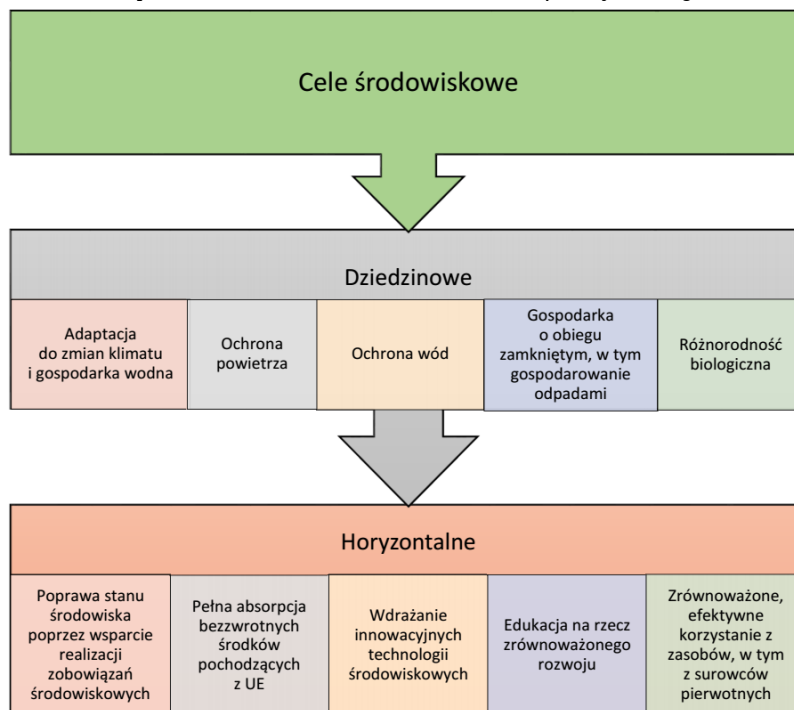 Cele środowiskowe
Dziedzinowe
Adaptacja
do zmian klimatu
i gospodarka wodna
Ochrona
powietrza
Ochrona wód
Gospodarka
o obiegu
zamkniętym, w tym
gospodarowanie
odpadami
Różnorodność
biologiczna
Horyzontalne
Poprawa stanu
środowiska
poprzez wsparcie
realizacji
zobowiązań
środowiskowych
Pełna absorpcja
bezzwrotnych
środków
pochodzących
z UE
Wdrażanie
innowacyjnych
technologii
środowiskowych
Edukacja na rzecz
zrównoważonego
rozwoju
Zrównoważone,
efektywne
korzystanie z
zasobów, w tym
z surowców
pierwotnych